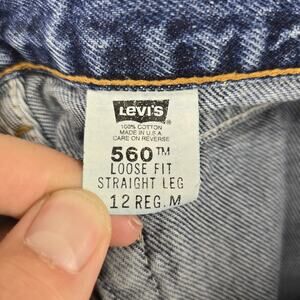 Levi's®
100% COTTON
MADE IN U.S.A
CARE ON REVERSE
560™
LOOSE FIT
STRAIGHT LEG
12 REG. M